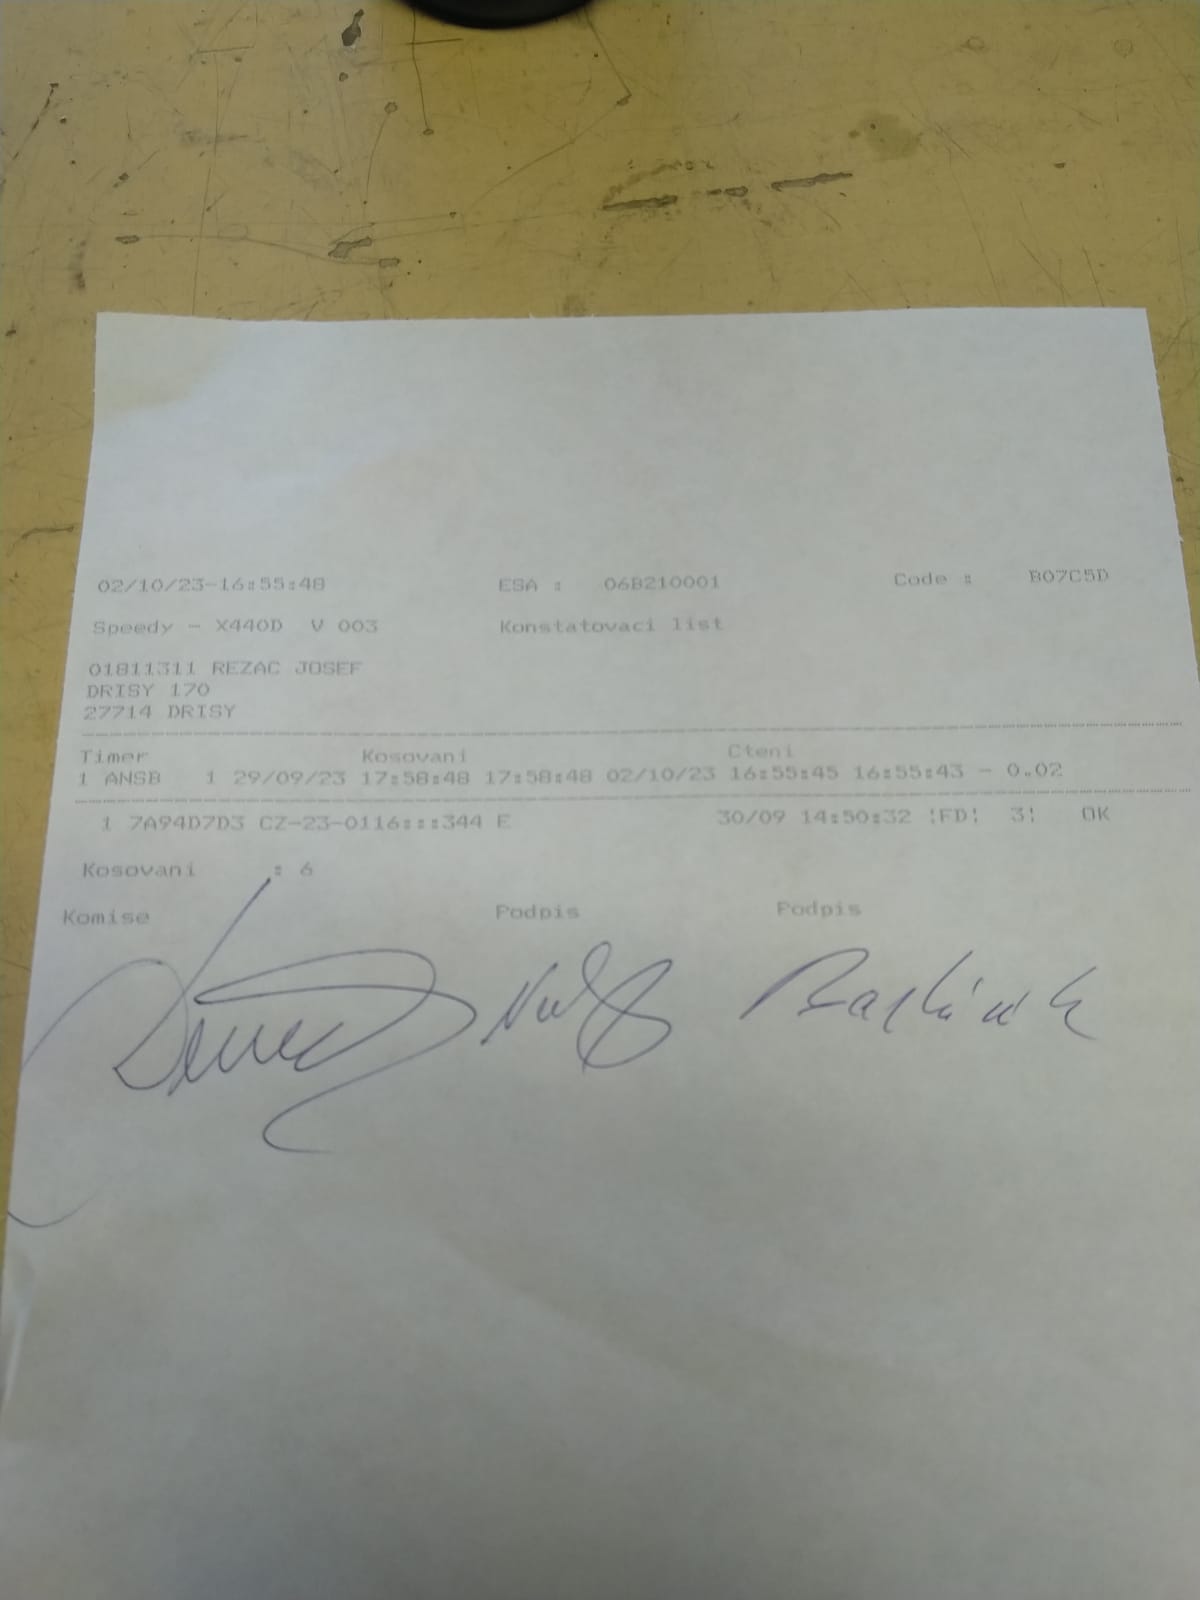 02/10/23-16:55:48 ESA : 06B210001 Code : B07C5D
Speedy - X440D V 003 Konstatovaci list
01811311 REZAC JOSEF
DRISY 170
27714 DRISY
Timer Kosovani Cteni
1 ANSB 1 29/09/23 17:58:48 17:58:48 02/10/23 16:55:45 16:55:43 - 0.02
1 7A94D7D3 CZ-23-0116:::344 E 30/09 14:50:32 !FD! 3! OK
Kosovani : 6
Komise Podpis Podpis